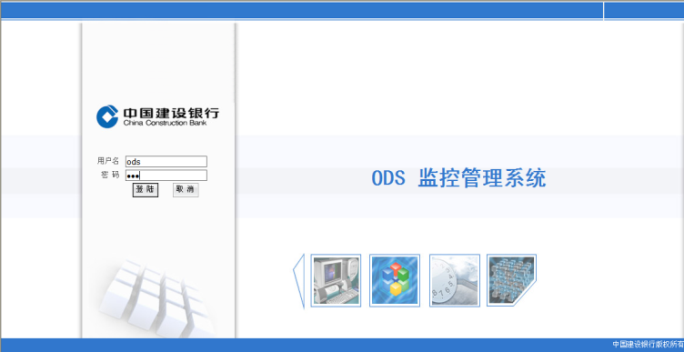 中国建设银行
China Construction Bank
用户名 ods
密 码 •••
登 陆 取 消
ODS 监控管理系统
中国建设银行版权所有